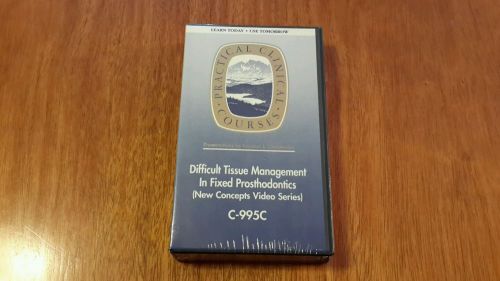 LEARN TODAY • USE TOMORROW
PRACTICAL CLINICAL
COURSES
Difficult Tissue Management
In Fixed Prosthodontics
(New Concepts Video Series)
C-995C